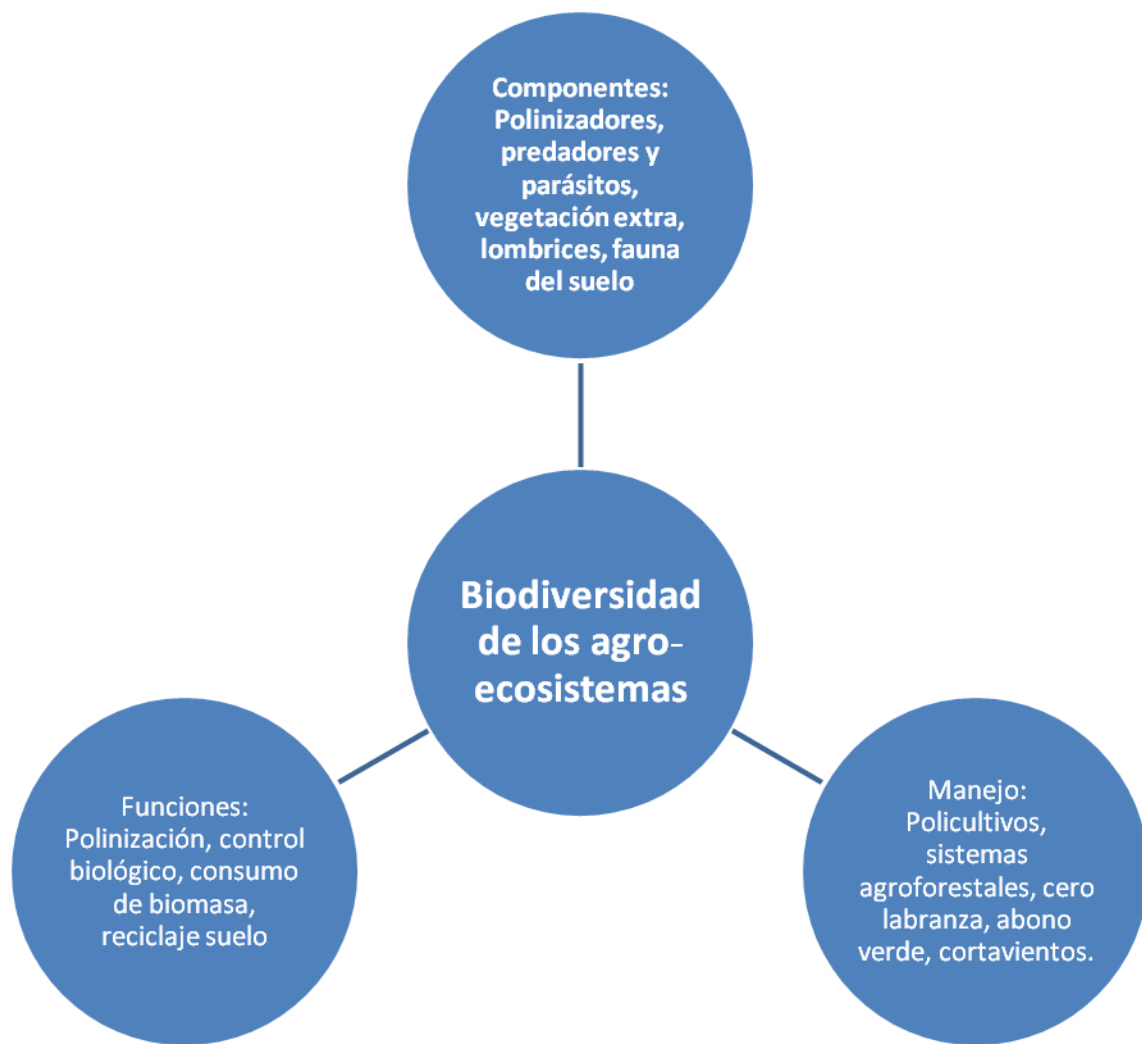 Componentes:
Polinizadores,
predadores y
parásitos,
vegetación extra,
lombrices, fauna
del suelo
Biodiversidad
de los agro-
ecosistemas
Funciones:
Polinización, control
biológico, consumo
de biomasa,
reciclaje suelo
Manejo:
Policultivos,
sistemas
agroforestales, cero
labranza, abono
verde, cortavientos.